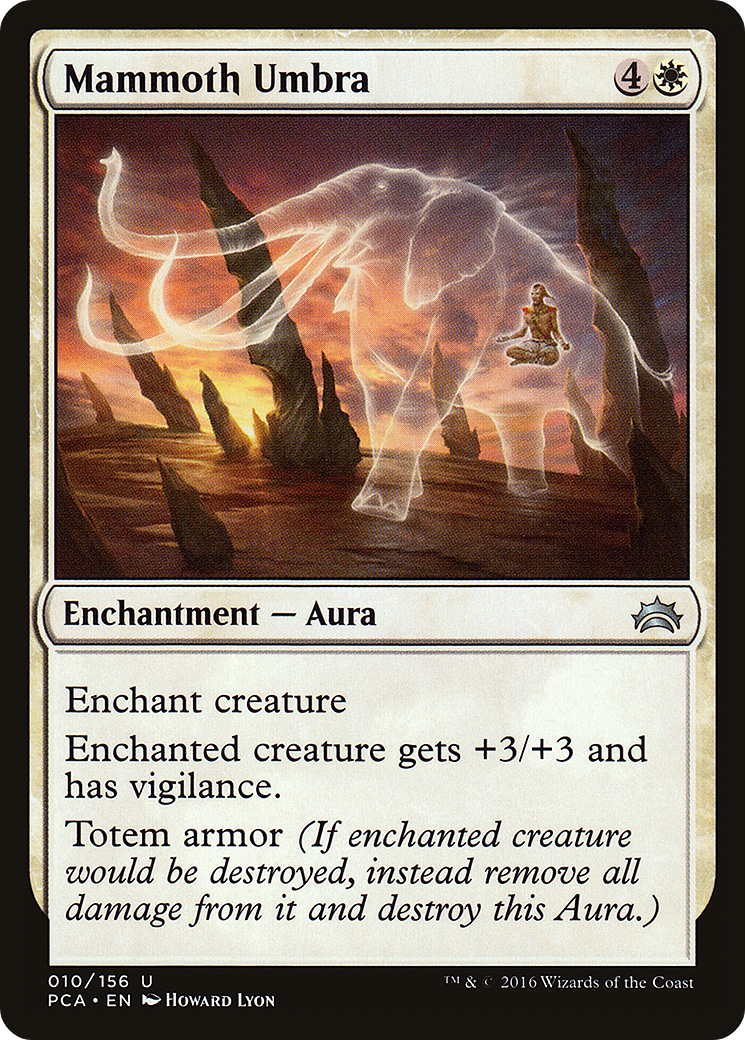 Mammoth Umbra 4
Enchantment — Aura
Enchant creature
Enchanted creature gets +3/+3 and
has vigilance.
Totem armor (If enchanted creature
would be destroyed, instead remove all
damage from it and destroy this Aura.)
010/156 U
™ & © 2016 Wizards of the Coast
PCA • EN Howard Lyon